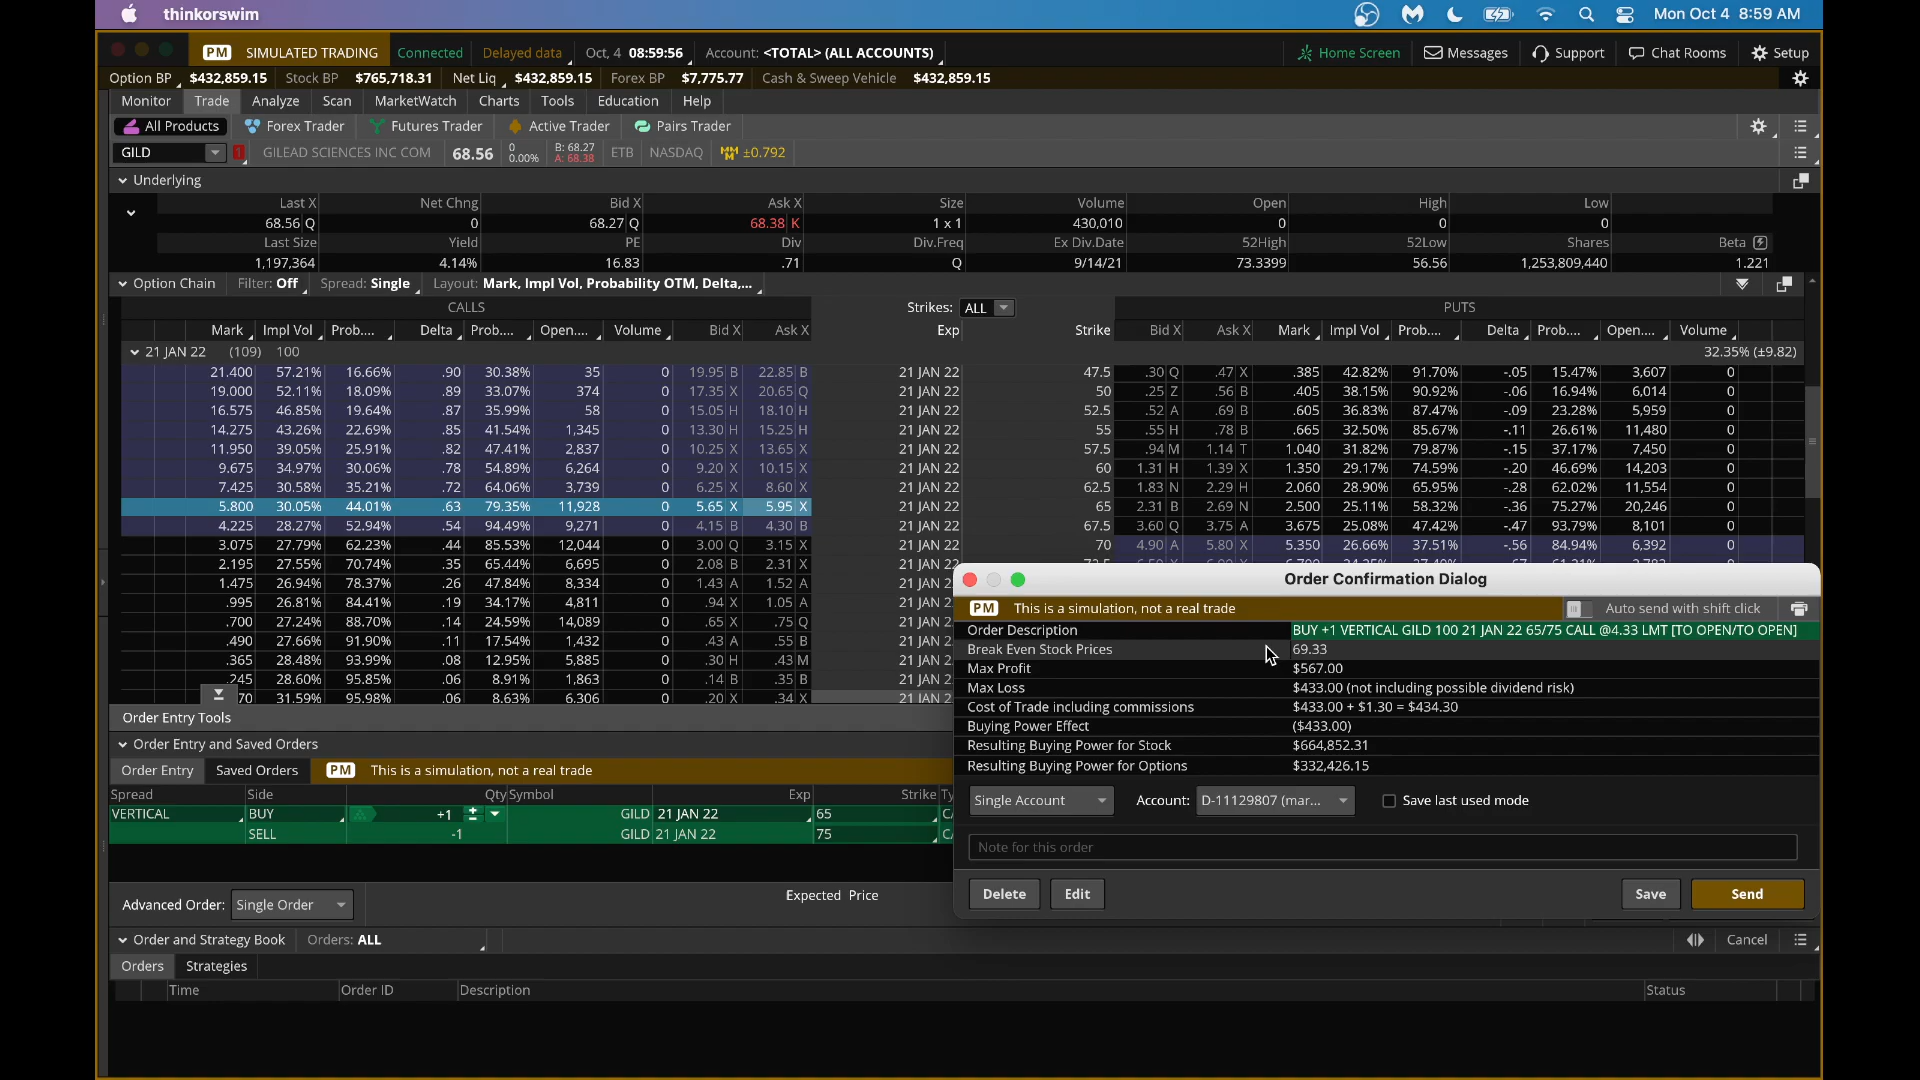 thinkorswim Mon Oct 4 8:59 AM
PM SIMULATED TRADING Connected Delayed data Oct, 4 08:59:56 Account: <TOTAL> (ALL ACCOUNTS) Home Screen Messages Support Chat Rooms Setup
Option BP $432,859.15 Stock BP $765,718.31 Net Liq $432,859.15 Forex BP $7,775.77 Cash & Sweep Vehicle $432,859.15
Monitor Trade Analyze Scan MarketWatch Charts Tools Education Help
All Products Forex Trader Futures Trader Active Trader Pairs Trader
GILD 1 GILEAD SCIENCES INC COM 68.56 0 0.00% B: 68.27 A: 68.38 ETB NASDAQ ±0.792
Underlying
Last X Net Chng Bid X Ask X Size Volume Open High Low
68.56 Q 0 68.27 Q 68.38 K 1 x 1 430,010 0 0 0
Last Size Yield PE Div Div.Freq Ex Div.Date 52High 52Low Shares Beta
1,197,364 4.14% 16.83 .71 Q 9/14/21 73.3399 56.56 1,253,809,440 1.221
Option Chain Filter: Off Spread: Single Layout: Mark, Impl Vol, Probability OTM, Delta,...
CALLS Strikes: ALL PUTS
Mark Impl Vol Prob.... Delta Prob.... Open.... Volume Bid X Ask X Exp Strike Bid X Ask X Mark Impl Vol Prob.... Delta Prob.... Open.... Volume
21 JAN 22 (109) 100 32.35% (±9.82)
21.400 57.21% 16.66% .90 30.38% 35 0 19.95 B 22.85 B 21 JAN 22 47.5 .30 Q .47 X .385 42.82% 91.70% -.05 15.47% 3,607 0
19.000 52.11% 18.09% .89 33.07% 374 0 17.35 X 20.65 Q 21 JAN 22 50 .25 Z .56 B .405 38.15% 90.92% -.06 16.94% 6,014 0
16.575 46.85% 19.64% .87 35.99% 58 0 15.05 H 18.10 H 21 JAN 22 52.5 .52 A .69 B .605 36.83% 87.47% -.09 23.28% 5,959 0
14.275 43.26% 22.69% .85 41.54% 1,345 0 13.30 H 15.25 H 21 JAN 22 55 .55 H .78 B .665 32.50% 85.67% -.11 26.61% 11,480 0
11.950 39.05% 25.91% .82 47.41% 2,837 0 10.25 X 13.65 X 21 JAN 22 57.5 .94 M 1.14 T 1.040 31.82% 79.87% -.15 37.17% 7,450 0
9.675 34.97% 30.06% .78 54.89% 6,264 0 9.20 X 10.15 X 21 JAN 22 60 1.31 H 1.39 X 1.350 29.17% 74.59% -.20 46.69% 14,203 0
7.425 30.58% 35.21% .72 64.06% 3,739 0 6.25 X 8.60 X 21 JAN 22 62.5 1.83 N 2.29 H 2.060 28.90% 65.95% -.28 62.02% 11,554 0
5.800 30.05% 44.01% .63 79.35% 11,928 0 5.65 X 5.95 X 21 JAN 22 65 2.31 B 2.69 N 2.500 25.11% 58.32% -.36 75.27% 20,246 0
4.225 28.27% 52.94% .54 94.49% 9,271 0 4.15 B 4.30 B 21 JAN 22 67.5 3.60 Q 3.75 A 3.675 25.08% 47.42% -.47 93.79% 8,101 0
3.075 27.79% 62.23% .44 85.53% 12,044 0 3.00 Q 3.15 X 21 JAN 22 70 4.90 A 5.80 X 5.350 26.66% 37.51% -.56 84.94% 6,392 0
2.195 27.55% 70.74% .35 65.44% 6,695 0 2.08 B 2.31 X 21 JAN 22
1.475 26.94% 78.37% .26 47.84% 8,334 0 1.43 A 1.52 A 21 JAN 2
.995 26.81% 84.41% .19 34.17% 4,811 0 .94 X 1.05 A 21 JAN 2
.700 27.24% 88.70% .14 24.59% 14,089 0 .65 X .75 Q 21 JAN 2
.490 27.66% 91.90% .11 17.54% 1,432 0 .43 A .55 B 21 JAN 2
.365 28.48% 93.99% .08 12.95% 5,885 0 .30 H .43 M 21 JAN 2
.245 28.60% 95.85% .06 8.91% 1,863 0 .14 B .35 B 21 JAN 2
70 31.59% 95.98% .06 8.63% 6,306 0 .20 X .34 X 21 JAN 2
Order Confirmation Dialog
PM This is a simulation, not a real trade Auto send with shift click
Order Description BUY +1 VERTICAL GILD 100 21 JAN 22 65/75 CALL @4.33 LMT [TO OPEN/TO OPEN]
Break Even Stock Prices 69.33
Max Profit $567.00
Max Loss $433.00 (not including possible dividend risk)
Cost of Trade including commissions $433.00 + $1.30 = $434.30
Buying Power Effect ($433.00)
Resulting Buying Power for Stock $664,852.31
Resulting Buying Power for Options $332,426.15
Single Account Account: D-11129807 (mar... Save last used mode
Note for this order
Delete Edit Save Send
Order Entry Tools
Order Entry and Saved Orders
Order Entry Saved Orders PM This is a simulation, not a real trade
Spread Side Qty Symbol Exp Strike Ty
VERTICAL BUY +1 GILD 21 JAN 22 65 C
SELL -1 GILD 21 JAN 22 75 C
Advanced Order: Single Order Expected Price
Order and Strategy Book Orders: ALL Cancel
Orders Strategies
Time Order ID Description Status